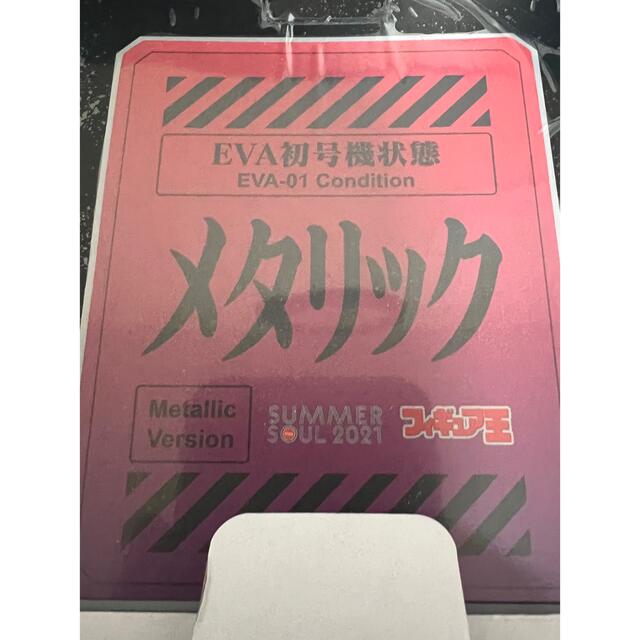 EVA初号機状態
EVA-01 Condition
メタリック
Metallic
Version
SUMMER
SOUL 2021
フィギュア王